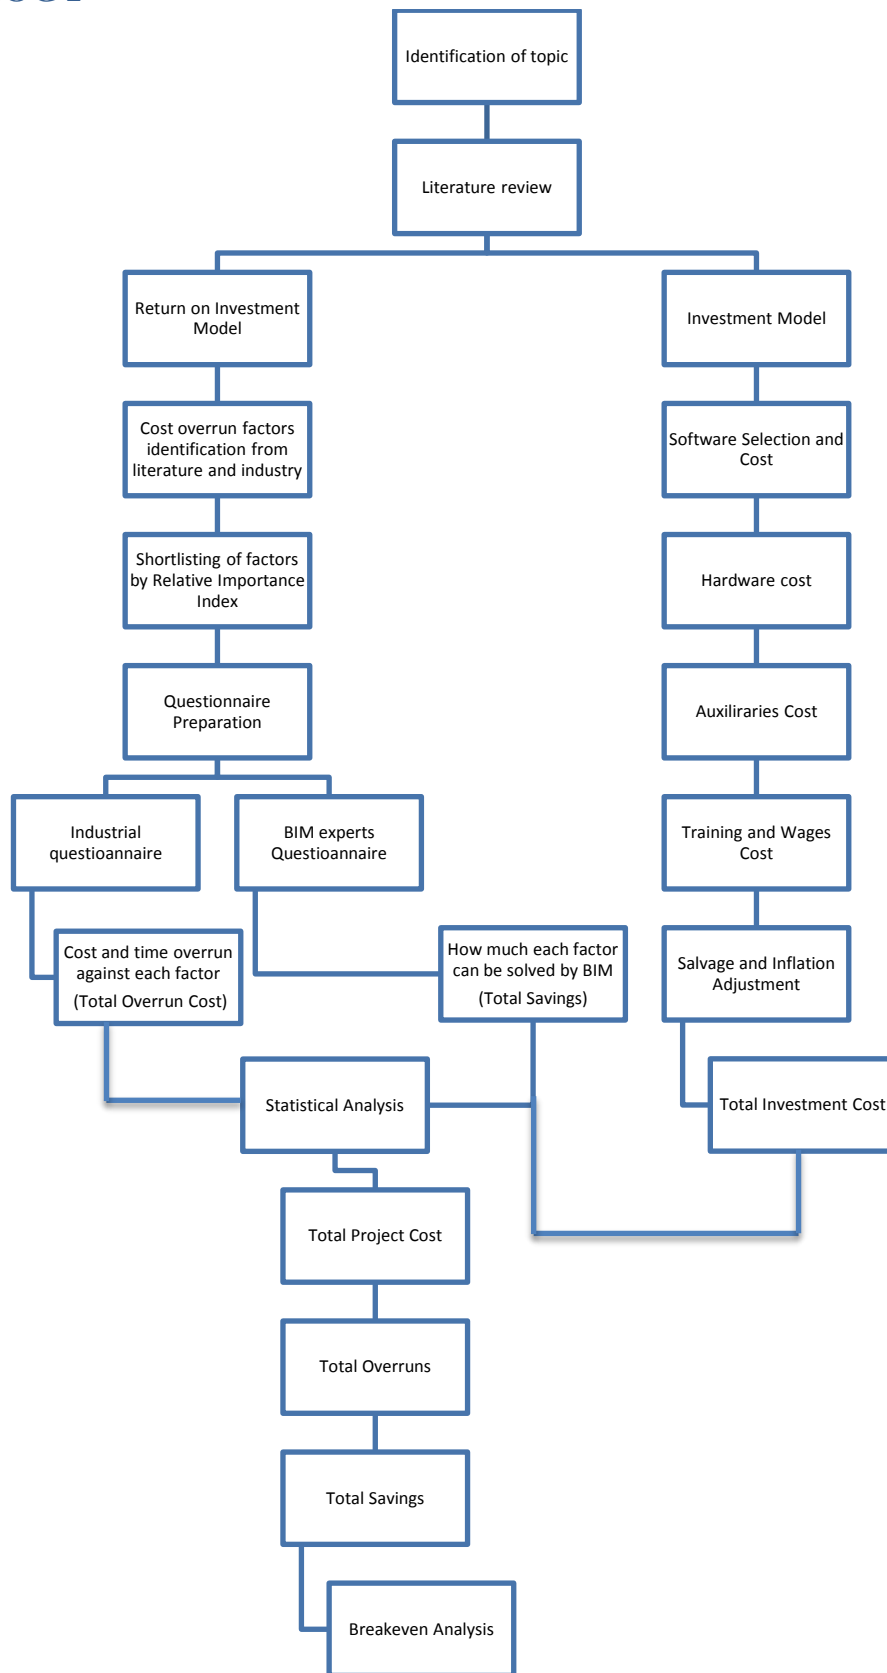 Identification of topic
Literature review
Return on Investment
Model
Investment Model
Cost overrun factors
identification from
literature and industry
Software Selection and
Cost
Shortlisting of factors
by Relative Importance
Index
Hardware cost
Questionnaire
Preparation
Auxiliraries Cost
Industrial
questioannaire
BIM experts
Questioannaire
Training and Wages
Cost
Cost and time overrun
against each factor
(Total Overrun Cost)
How much each factor
can be solved by BIM
(Total Savings)
Salvage and Inflation
Adjustment
Statistical Analysis
Total Investment Cost
Total Project Cost
Total Overruns
Total Savings
Breakeven Analysis